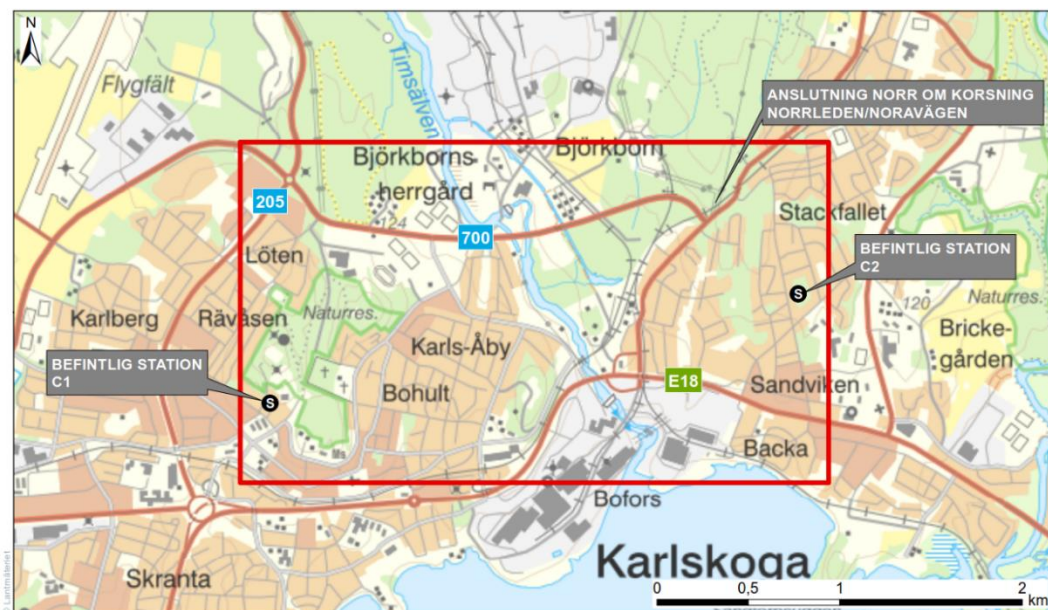 N
Flygfält
Timsälven
ANSLUTNING NORR OM KORSNING
NORRLEDEN/NORAVÄGEN
Björkborns-
herrgård
Björkborn
205
124
700
Stackfallet
Löten
BEFINTLIG STATION
C2
S
Naturres.
Karlberg
Rävåsen
120
Naturres.
Karls-Åby
Bricke-
gården
BEFINTLIG STATION
C1
S
Bohult
E18
Sandviken
Backa
Bofors
Karlskoga
Skranta
0 0,5 1 2
km
© Lantmäteriet